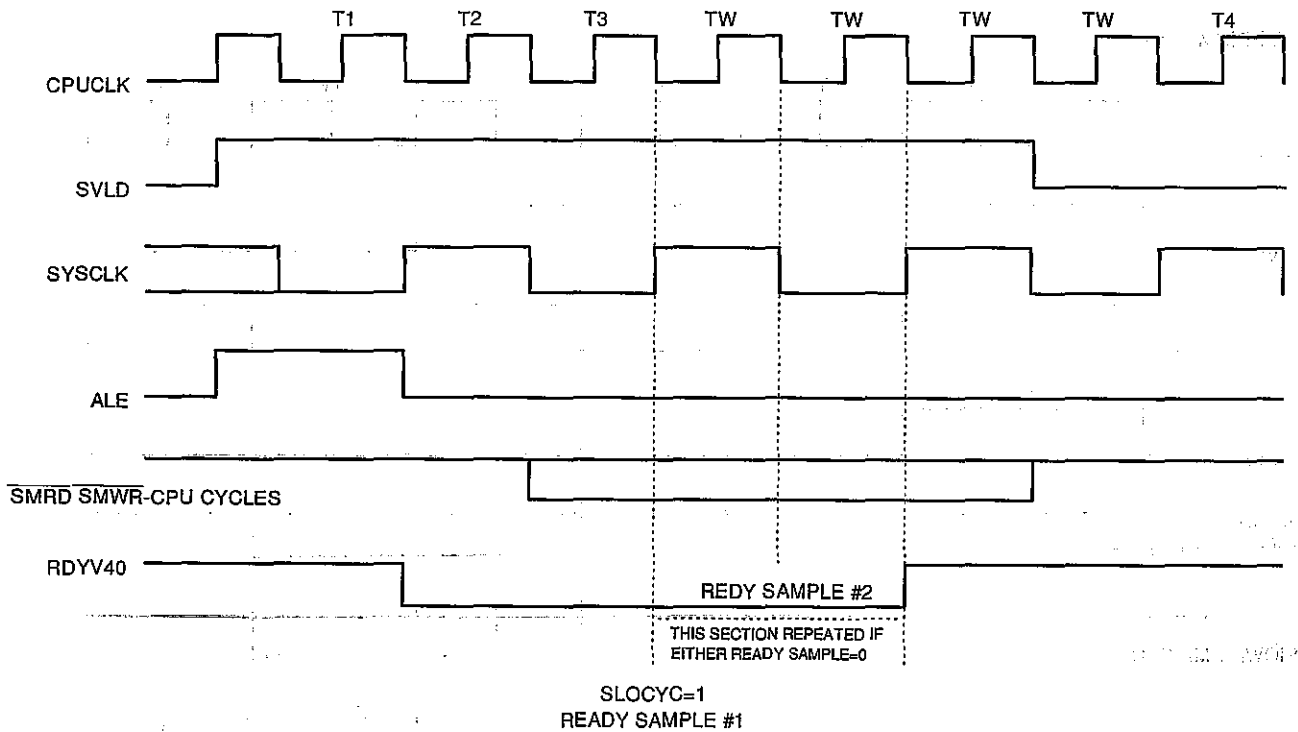 T1 T2 T3 TW TW TW TW T4
CPUCLK
SVLD
SYSCLK
ALE
SMRD SMWR-CPU CYCLES
RDYV40
REDY SAMPLE #2
THIS SECTION REPEATED IF
EITHER READY SAMPLE=0
SLOCYC=1
READY SAMPLE #1